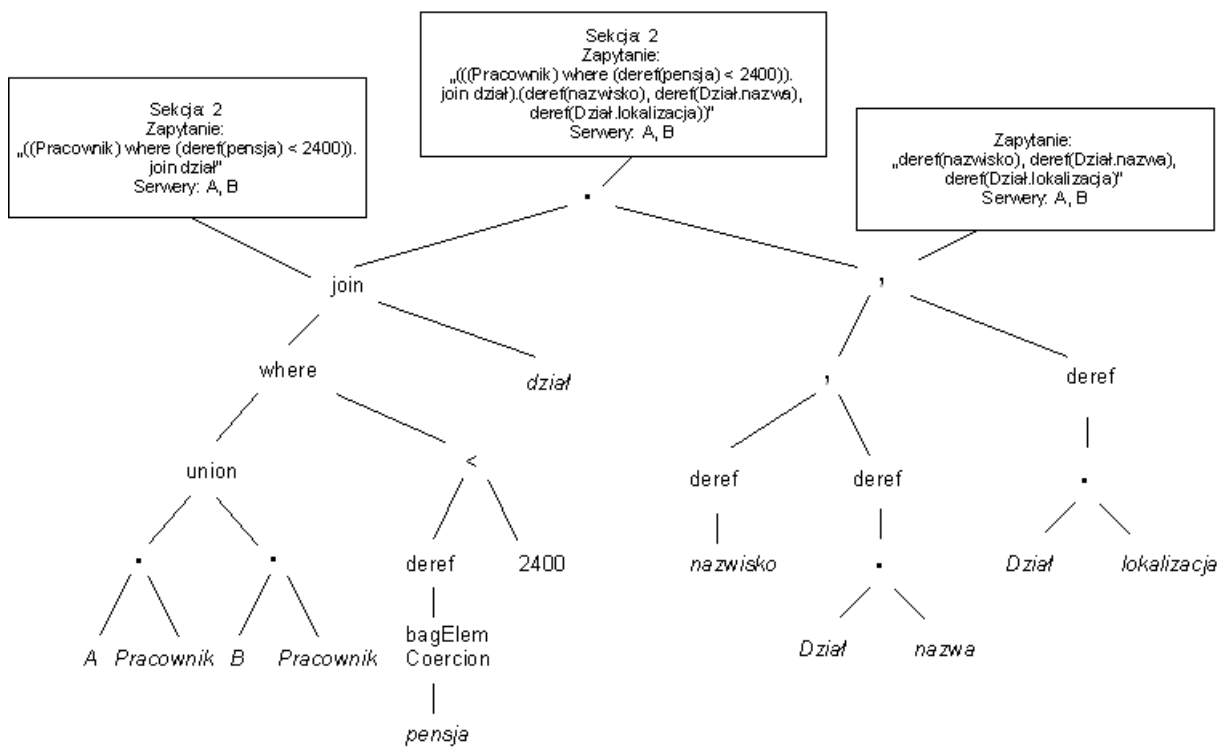 Sekcja: 2
Zapytanie:
„(((Pracownik) where (deref(pensja) < 2400)).
join dział).(deref(nazwisko), deref(Dział.nazwa),
deref(Dział.lokalizacja))”
Serwery: A, B
Sekcja: 2
Zapytanie:
„((Pracownik) where (deref(pensja) < 2400)).
join dział”
Serwery: A, B
Zapytanie:
„deref(nazwisko), deref(Dział.nazwa),
deref(Dział.lokalizacja)”
Serwery: A, B
.
join
,
where
dział
,
deref
union
<
deref
deref
.
.
.
deref
2400
nazwisko
.
Dział
lokalizacja
A
Pracownik
B
Pracownik
bagElem
Coercion
Dział
nazwa
pensja